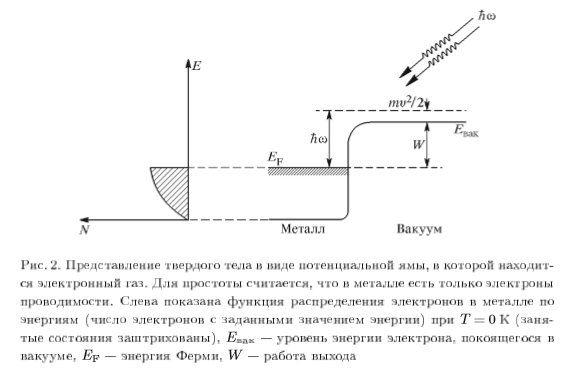 ħω
E
mv²/2
E_вак
ħω
W
E_F
N
Металл
Вакуум
Рис. 2. Представление твердого тела в виде потенциальной ямы, в которой находит-
ся электронный газ. Для простоты считается, что в металле есть только электроны
проводимости. Слева показана функция распределения электронов в металле по
энергиям (число электронов с заданными значением энергии) при T = 0 К (заня-
тые состояния заштрихованы), E_вак — уровень энергии электрона, покоящегося в
вакууме, E_F — энергия Ферми, W — работа выхода